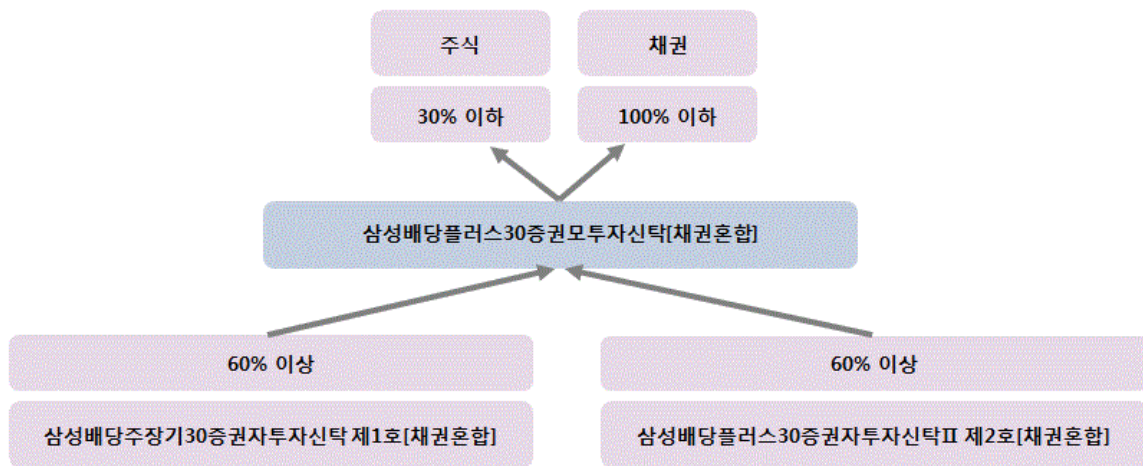 주식
채권
30% 이하
100% 이하
삼성배당플러스30증권모투자신탁[채권혼합]
60% 이상
60% 이상
삼성배당주장기30증권자투자신탁 제1호[채권혼합]
삼성배당플러스30증권자투자신탁Ⅱ 제2호[채권혼합]